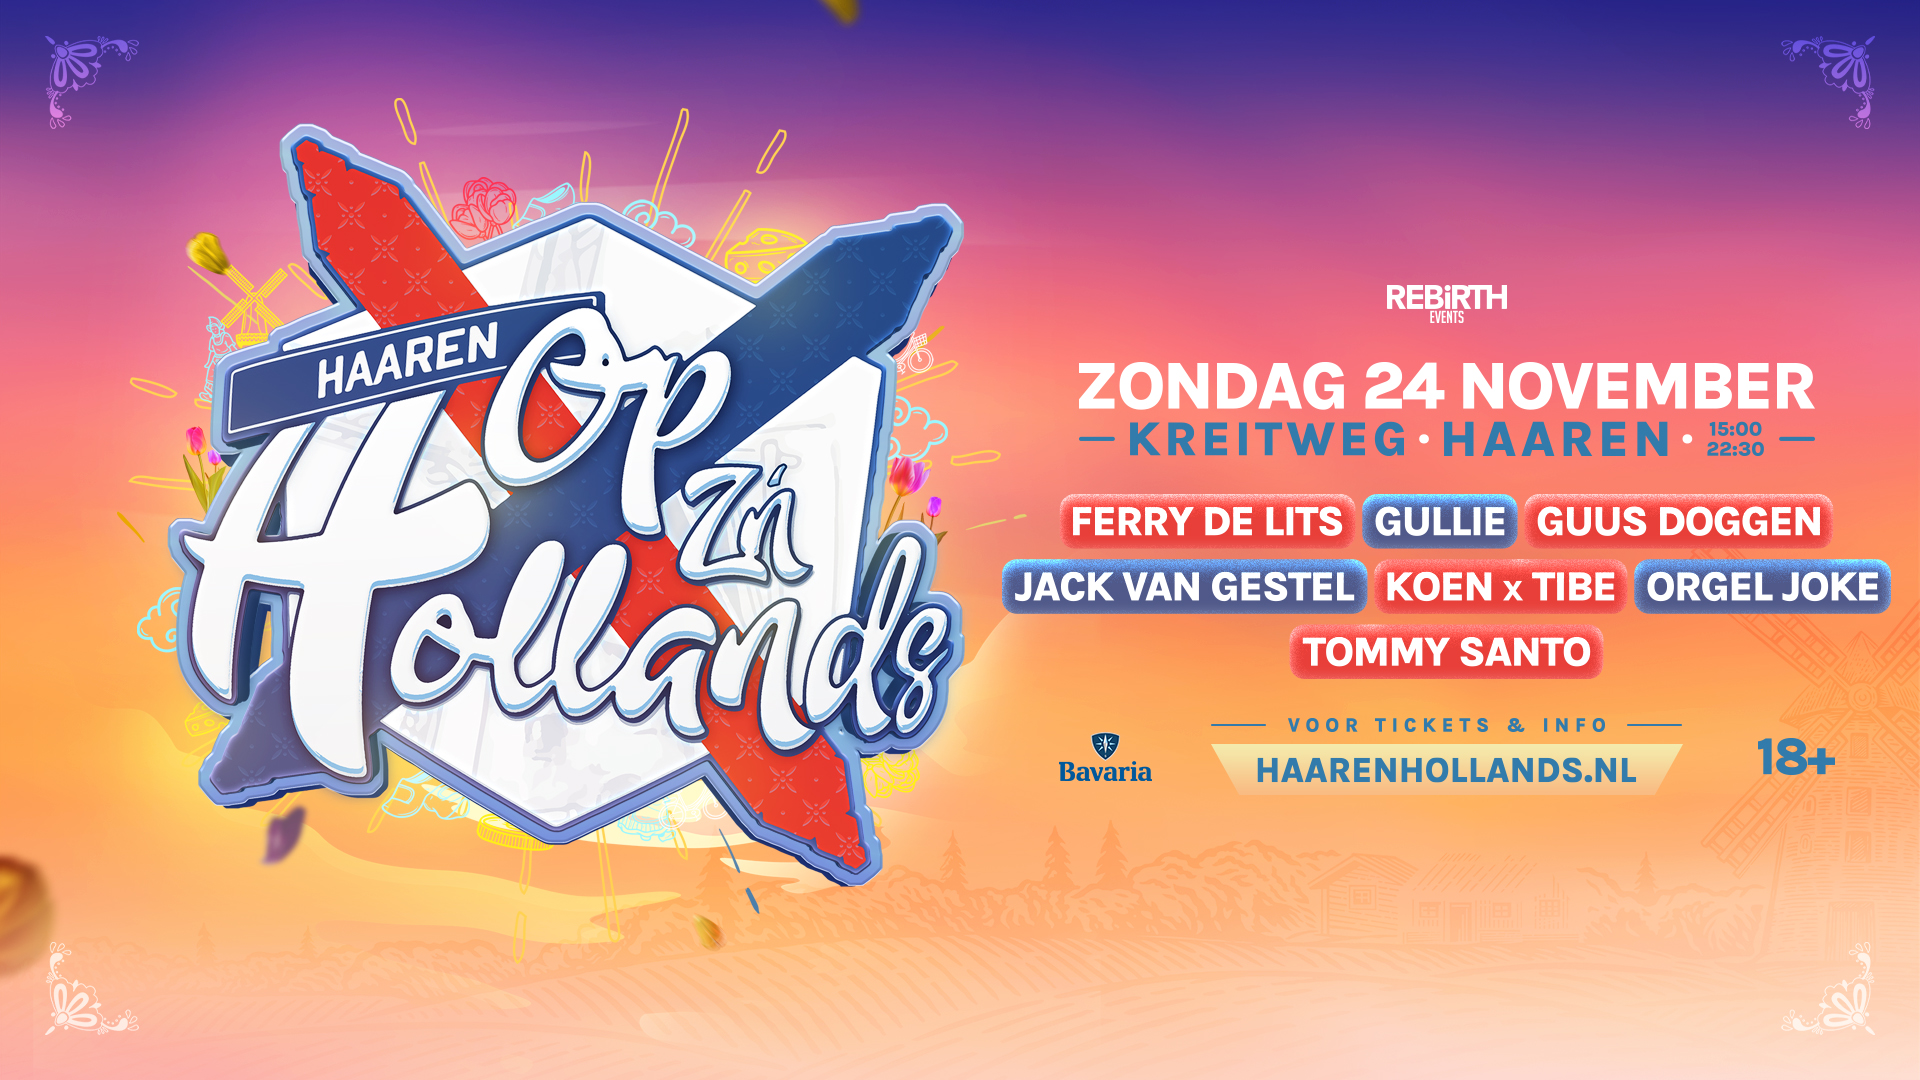 HAAREN
Op
Zn'
Hollands
REBiRTH
EVENTS
ZONDAG 24 NOVEMBER
KREITWEG • HAAREN • 15:00
22:30
FERRY DE LITS GULLIE GUUS DOGGEN
JACK VAN GESTEL KOEN x TIBE ORGEL JOKE
TOMMY SANTO
VOOR TICKETS & INFO
HAARENHOLLANDS.NL
Bavaria
18+